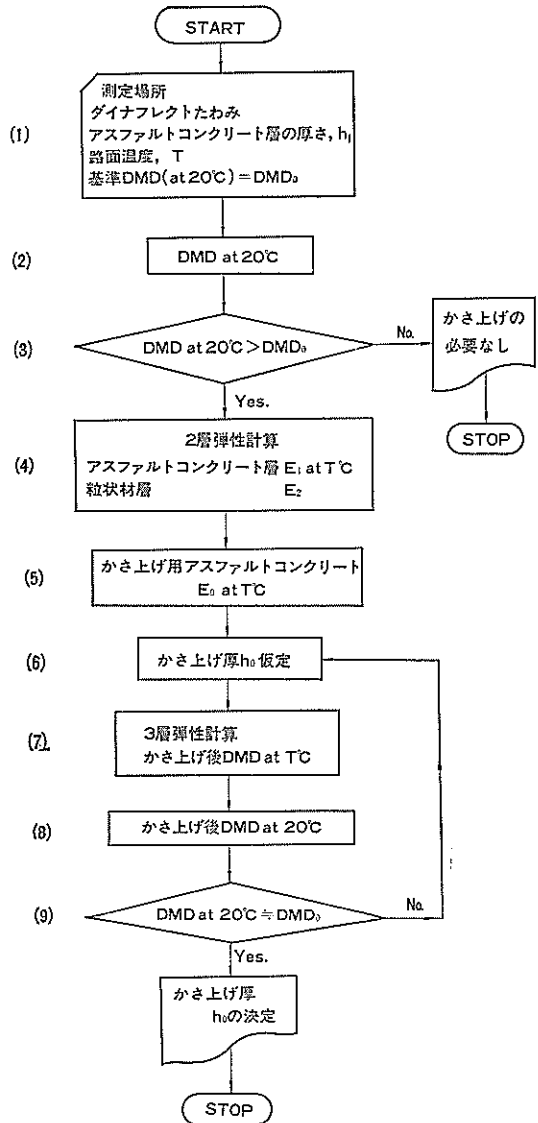 START
(1)
測定場所
ダイナフレクトたわみ
アスファルトコンクリート層の厚さ, h₁
路面温度, T
基準DMD(at 20℃)=DMDa
(2)
DMD at 20℃
(3)
DMD at 20℃>DMDa
No.
かさ上げの
必要なし
STOP
Yes.
(4)
2層弾性計算
アスファルトコンクリート層 E₁ at T℃
粒状材層 E₂
(5)
かさ上げ用アスファルトコンクリート
E₀ at T℃
(6)
かさ上げ厚h₀仮定
(7)
3層弾性計算
かさ上げ後DMD at T℃
(8)
かさ上げ後DMD at 20℃
(9)
DMD at 20℃≒DMDa
No.
Yes.
かさ上げ厚
h₀の決定
STOP